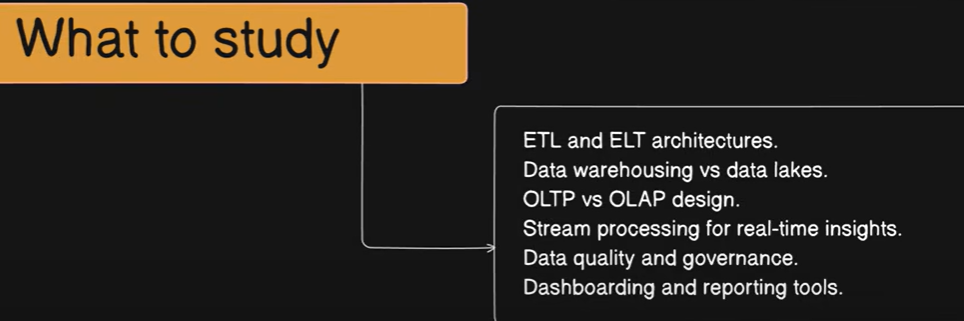 What to study
ETL and ELT architectures.
Data warehousing vs data lakes.
OLTP vs OLAP design.
Stream processing for real-time insights.
Data quality and governance.
Dashboarding and reporting tools.